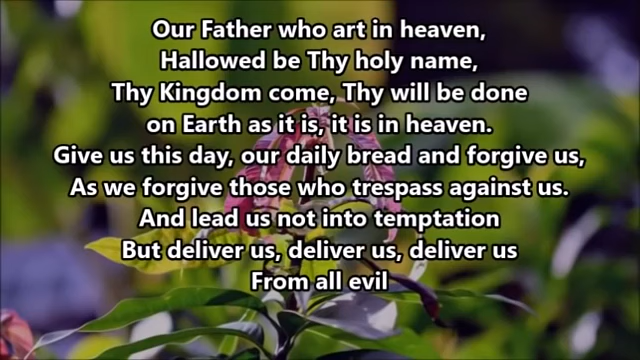 Our Father who art in heaven,
Hallowed be Thy holy name,
Thy Kingdom come, Thy will be done
on Earth as it is, it is in heaven.
Give us this day, our daily bread and forgive us,
As we forgive those who trespass against us.
And lead us not into temptation
But deliver us, deliver us, deliver us
From all evil